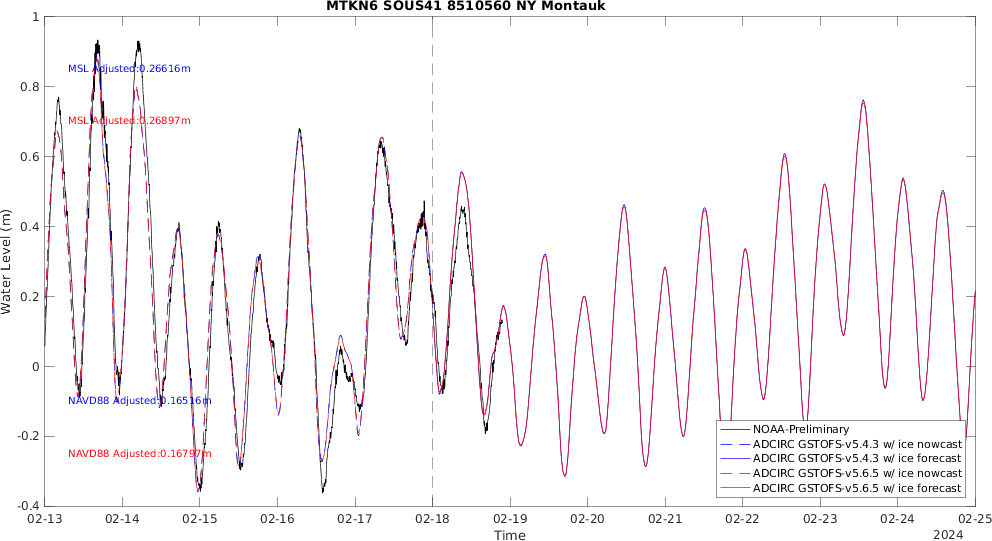 MTKN6 SOUS41 8510560 NY Montauk
1
0.8
0.6
0.4
0.2
0
-0.2
-0.4
Water Level (m)
MSL Adjusted:0.26616m
MSL Adjusted:0.26897m
NAVD88 Adjusted:0.16516m
NAVD88 Adjusted:0.16797m
NOAA-Preliminary
ADCIRC GSTOFS-v5.4.3 w/ ice nowcast
ADCIRC GSTOFS-v5.4.3 w/ ice forecast
ADCIRC GSTOFS-v5.6.5 w/ ice nowcast
ADCIRC GSTOFS-v5.6.5 w/ ice forecast
02-13 02-14 02-15 02-16 02-17 02-18 02-19 02-20 02-21 02-22 02-23 02-24 02-25
Time
2024